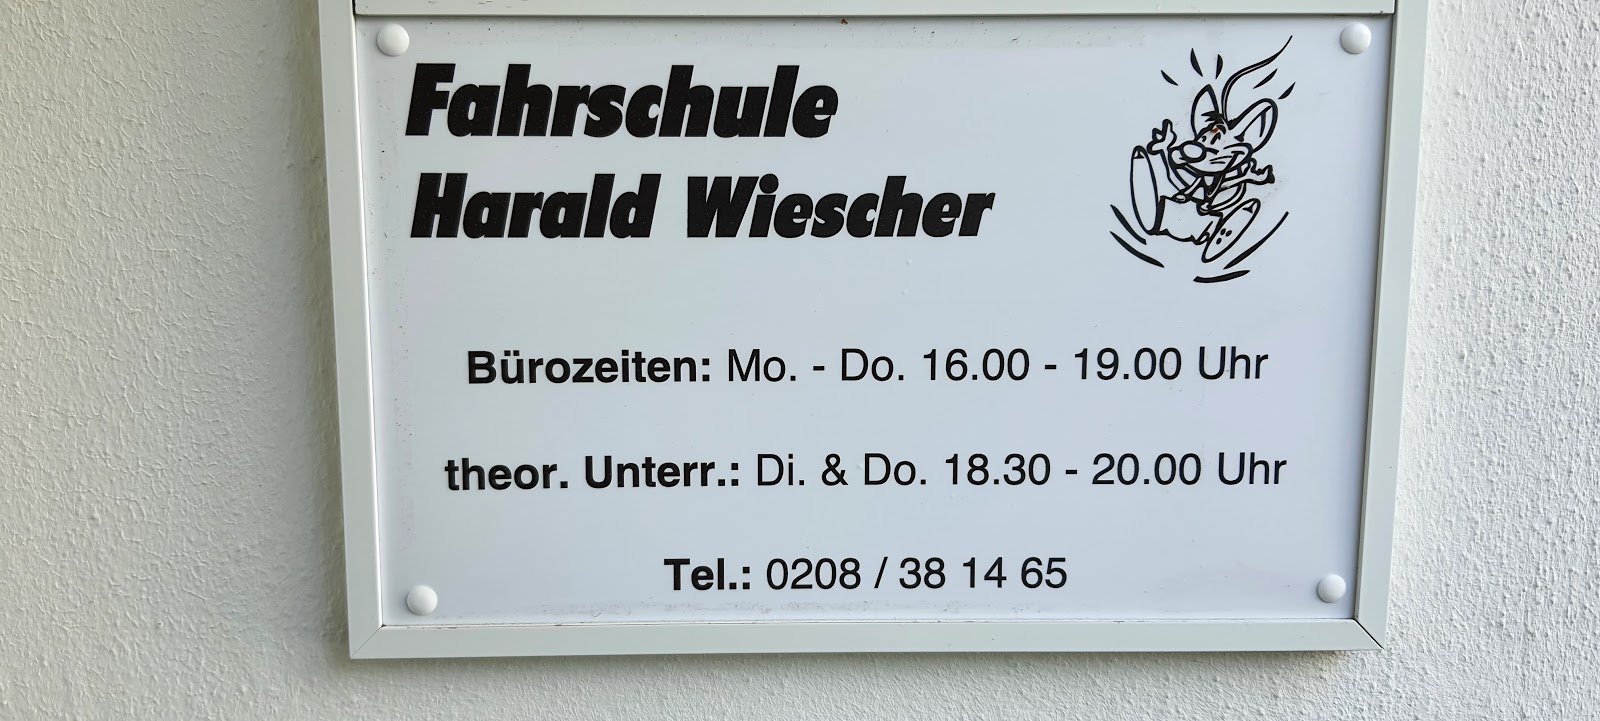 Fahrschule
Harald Wiescher
Bürozeiten: Mo. - Do. 16.00 - 19.00 Uhr
theor. Unterr.: Di. & Do. 18.30 - 20.00 Uhr
Tel.: 0208 / 38 14 65